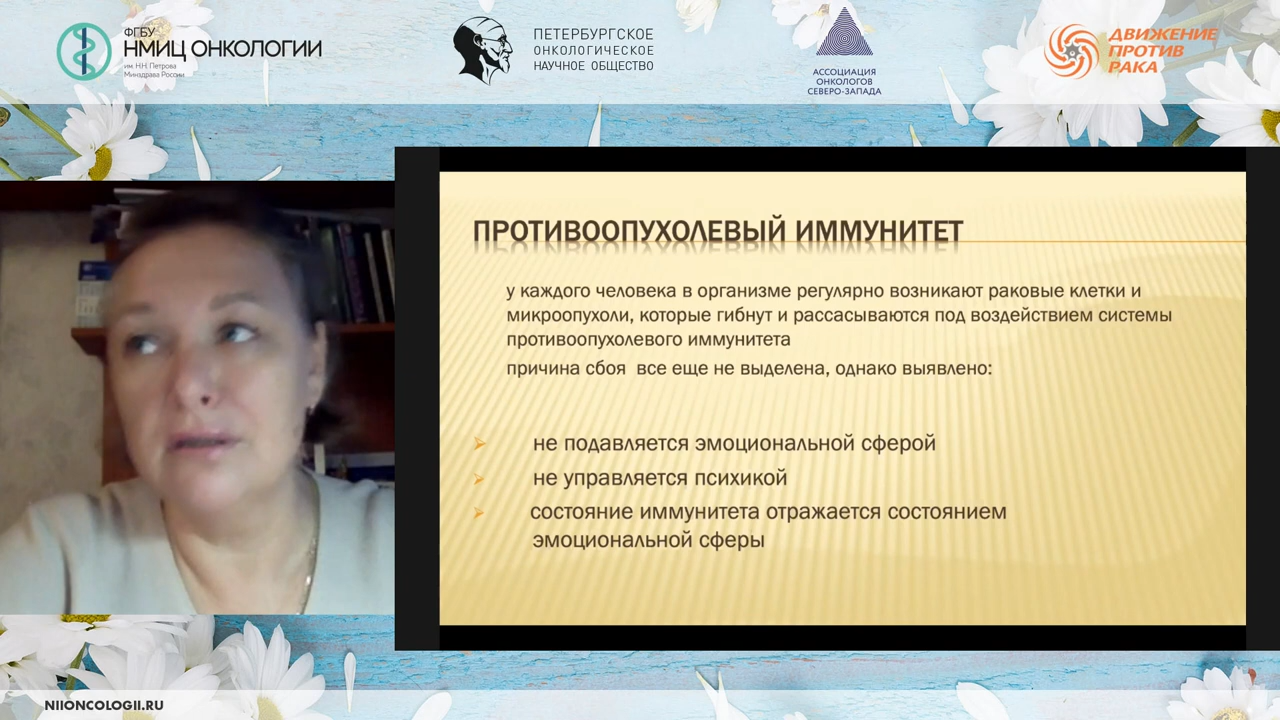 ФГБУ
НМИЦ ОНКОЛОГИИ
им. Н.Н. Петрова
Минздрава России
ПЕТЕРБУРГСКОЕ
ОНКОЛОГИЧЕСКОЕ
НАУЧНОЕ ОБЩЕСТВО
АССОЦИАЦИЯ
ОНКОЛОГОВ
СЕВЕРО-ЗАПАДА
ДВИЖЕНИЕ
ПРОТИВ
РАКА
ПРОТИВООПУХОЛЕВЫЙ ИММУНИТЕТ
у каждого человека в организме регулярно возникают раковые клетки и
микроопухоли, которые гибнут и рассасываются под воздействием системы
противоопухолевого иммунитета
причина сбоя все еще не выделена, однако выявлено:
не подавляется эмоциональной сферой
не управляется психикой
состояние иммунитета отражается состоянием
эмоциональной сферы
NIIONCOLOGII.RU